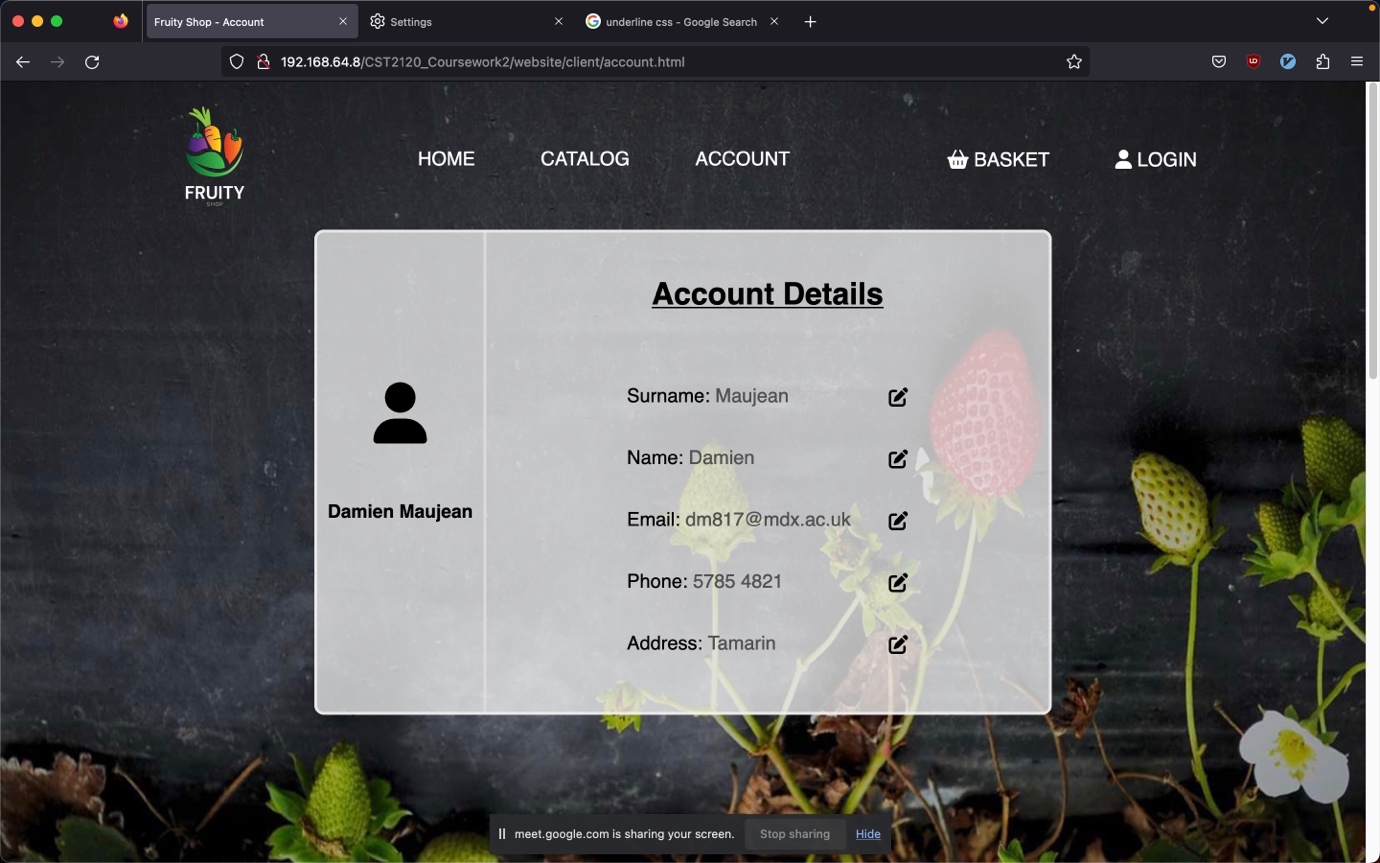 Fruity Shop - Account
Settings
underline css - Google Search
192.168.64.8/CST2120_Coursework2/website/client/account.html
FRUITY
SHOP
HOME
CATALOG
ACCOUNT
BASKET
LOGIN
Account Details
Damien Maujean
Surname: Maujean
Name: Damien
Email: dm817@mdx.ac.uk
Phone: 5785 4821
Address: Tamarin
meet.google.com is sharing your screen.
Stop sharing
Hide